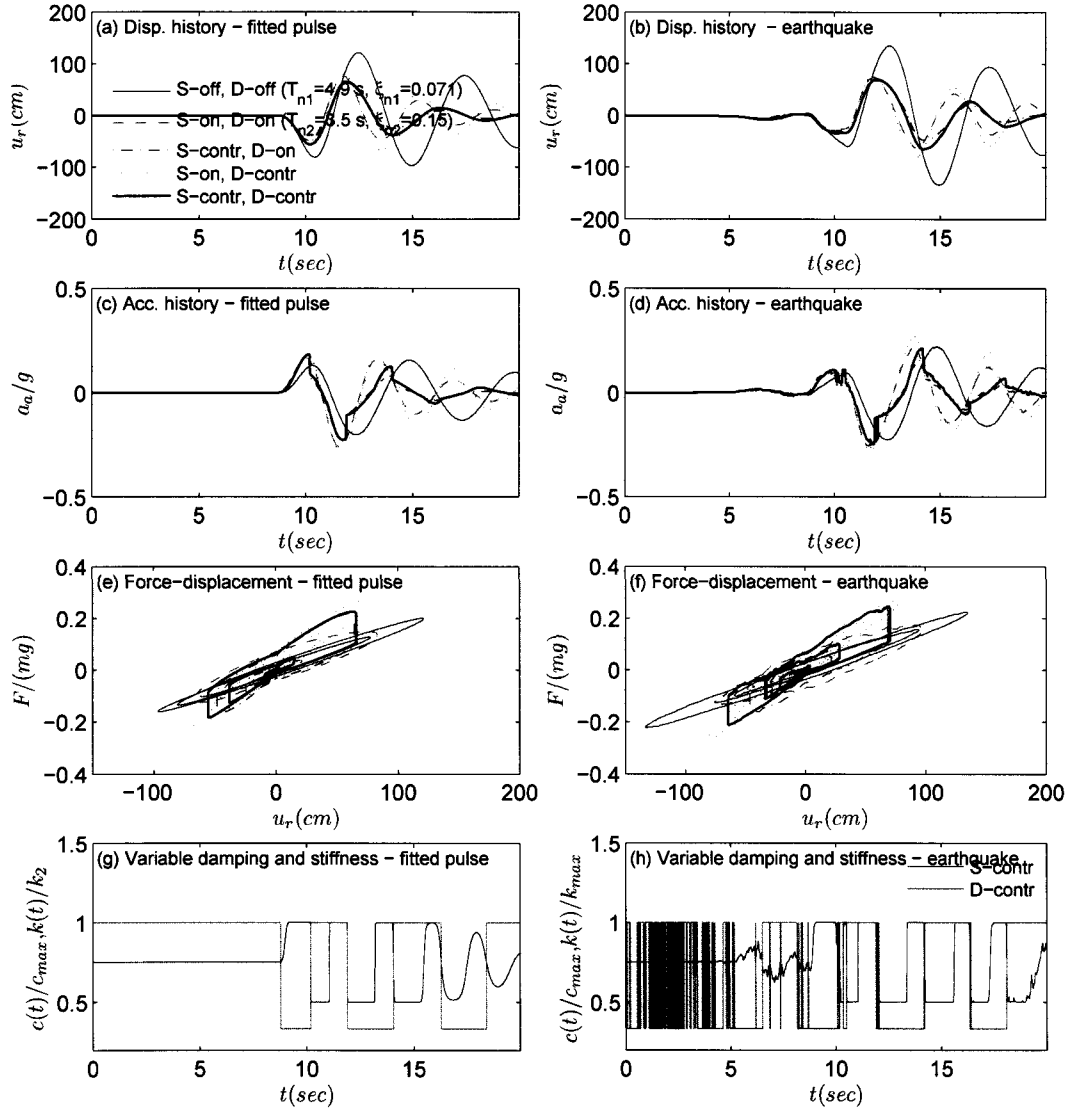 (a) Disp. history − fitted pulse
S−off, D−off (T_n1=4.9 s, ξ_n1=0.071)
S−on, D−on (T_n2=3.5 s, ξ_n2=0.15)
S−contr, D−on
S−on, D−contr
S−contr, D−contr
u_r(cm)
200
100
0
−100
−200
0 5 10 15
t(sec)
(b) Disp. history − earthquake
u_r(cm)
200
100
0
−100
−200
0 5 10 15
t(sec)
(c) Acc. history − fitted pulse
a_a/g
0.5
0
−0.5
0 5 10 15
t(sec)
(d) Acc. history − earthquake
a_a/g
0.5
0
−0.5
0 5 10 15
t(sec)
(e) Force−displacement − fitted pulse
F/(mg)
0.4
0.2
0
−0.2
−0.4
−100 0 100 200
u_r(cm)
(f) Force−displacement − earthquake
F/(mg)
0.4
0.2
0
−0.2
−0.4
−100 0 100 200
u_r(cm)
(g) Variable damping and stiffness − fitted pulse
c(t)/c_max,k(t)/k_2
1.5
1
0.5
0 5 10 15
t(sec)
(h) Variable damping and stiffness − earthquake
S−contr
D−contr
c(t)/c_max,k(t)/k_max
1.5
1
0.5
0 5 10 15
t(sec)